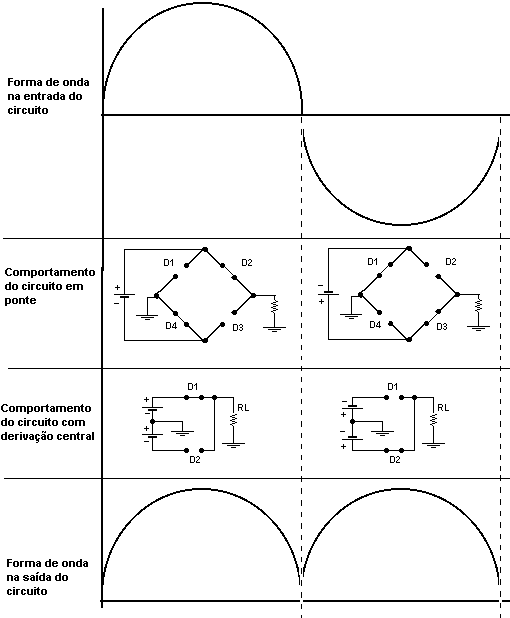 Forma de onda
na entrada do
circuito
Comportamento
do circuito em
ponte
D1
D2
+
-
D4
D3
D1
D2
-
+
D4
D3
Comportamento
do circuito com
derivação central
D1
+
-
RL
+
-
D2
D1
-
+
RL
-
+
D2
Forma de onda
na saída do
circuito